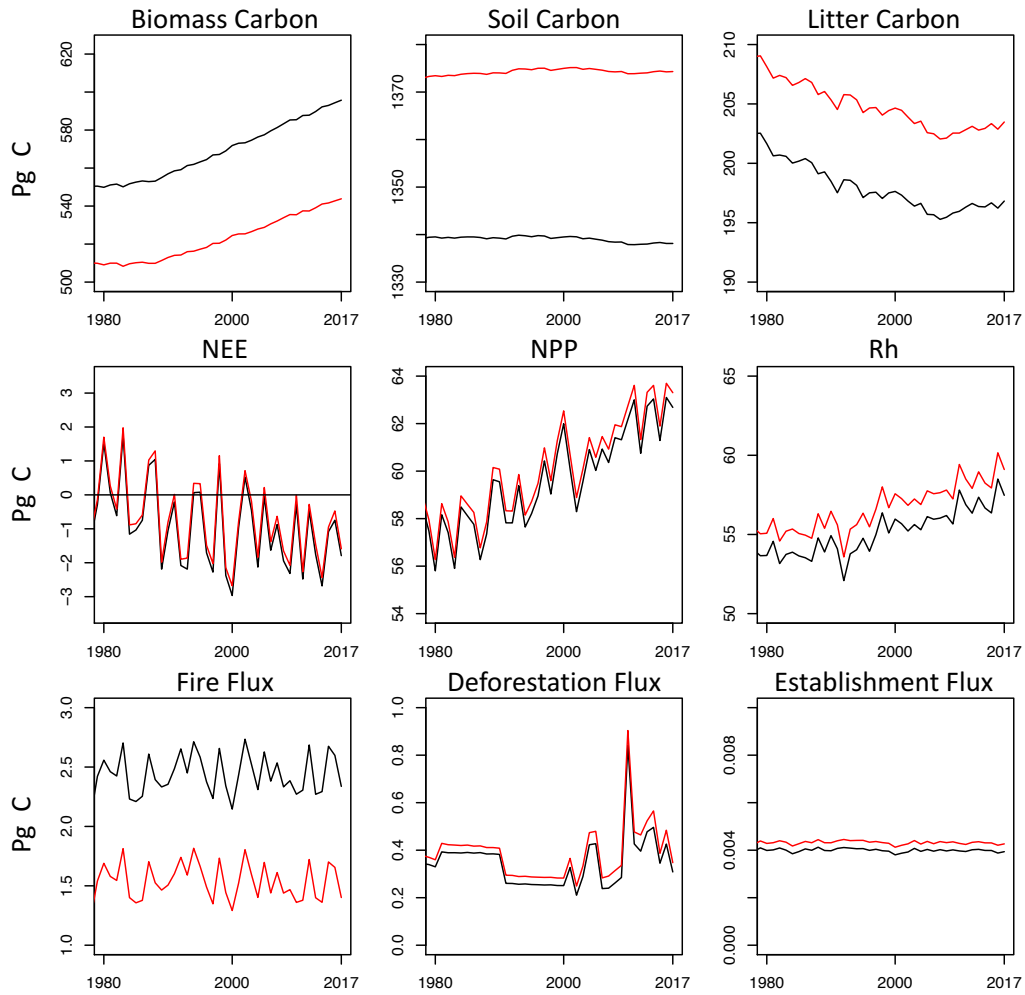 Biomass Carbon
Soil Carbon
Litter Carbon
Pg C
500 540 580 620
1330 1350 1370
190 195 200 205 210
1980 2000 2017
1980 2000 2017
1980 2000 2017
NEE
NPP
Rh
−3 −2 −1 0 1 2 3
54 56 58 60 62 64
50 55 60 65
1980 2000 2017
1980 2000 2017
1980 2000 2017
Fire Flux
Deforestation Flux
Establishment Flux
Pg C
1.0 1.5 2.0 2.5 3.0
0.0 0.2 0.4 0.6 0.8 1.0
0.000 0.004 0.008
1980 2000 2017
1980 2000 2017
1980 2000 2017